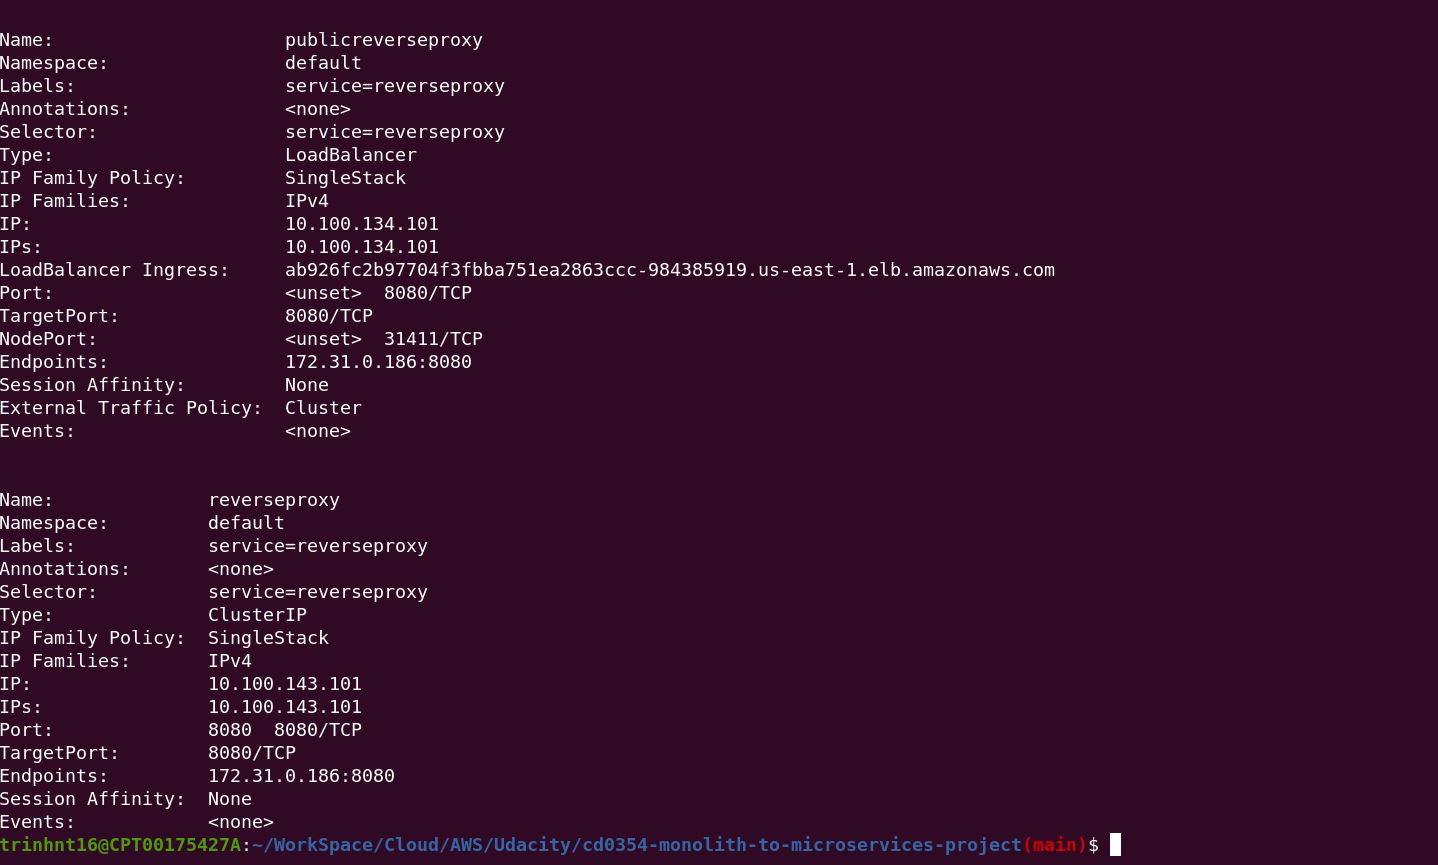 Name:                     publicreverseproxy
Namespace:                default
Labels:                   service=reverseproxy
Annotations:              <none>
Selector:                 service=reverseproxy
Type:                     LoadBalancer
IP Family Policy:         SingleStack
IP Families:              IPv4
IP:                       10.100.134.101
IPs:                      10.100.134.101
LoadBalancer Ingress:     ab926fc2b97704f3fbba751ea2863ccc-984385919.us-east-1.elb.amazonaws.com
Port:                     <unset>  8080/TCP
TargetPort:               8080/TCP
NodePort:                 <unset>  31411/TCP
Endpoints:                172.31.0.186:8080
Session Affinity:         None
External Traffic Policy:  Cluster
Events:                   <none>
Name:              reverseproxy
Namespace:         default
Labels:            service=reverseproxy
Annotations:       <none>
Selector:          service=reverseproxy
Type:              ClusterIP
IP Family Policy:  SingleStack
IP Families:       IPv4
IP:                10.100.143.101
IPs:               10.100.143.101
Port:              8080  8080/TCP
TargetPort:        8080/TCP
Endpoints:         172.31.0.186:8080
Session Affinity:  None
Events:            <none>
trinhnt16@CPT00175427A:~/WorkSpace/Cloud/AWS/Udacity/cd0354-monolith-to-microservices-project(main)$